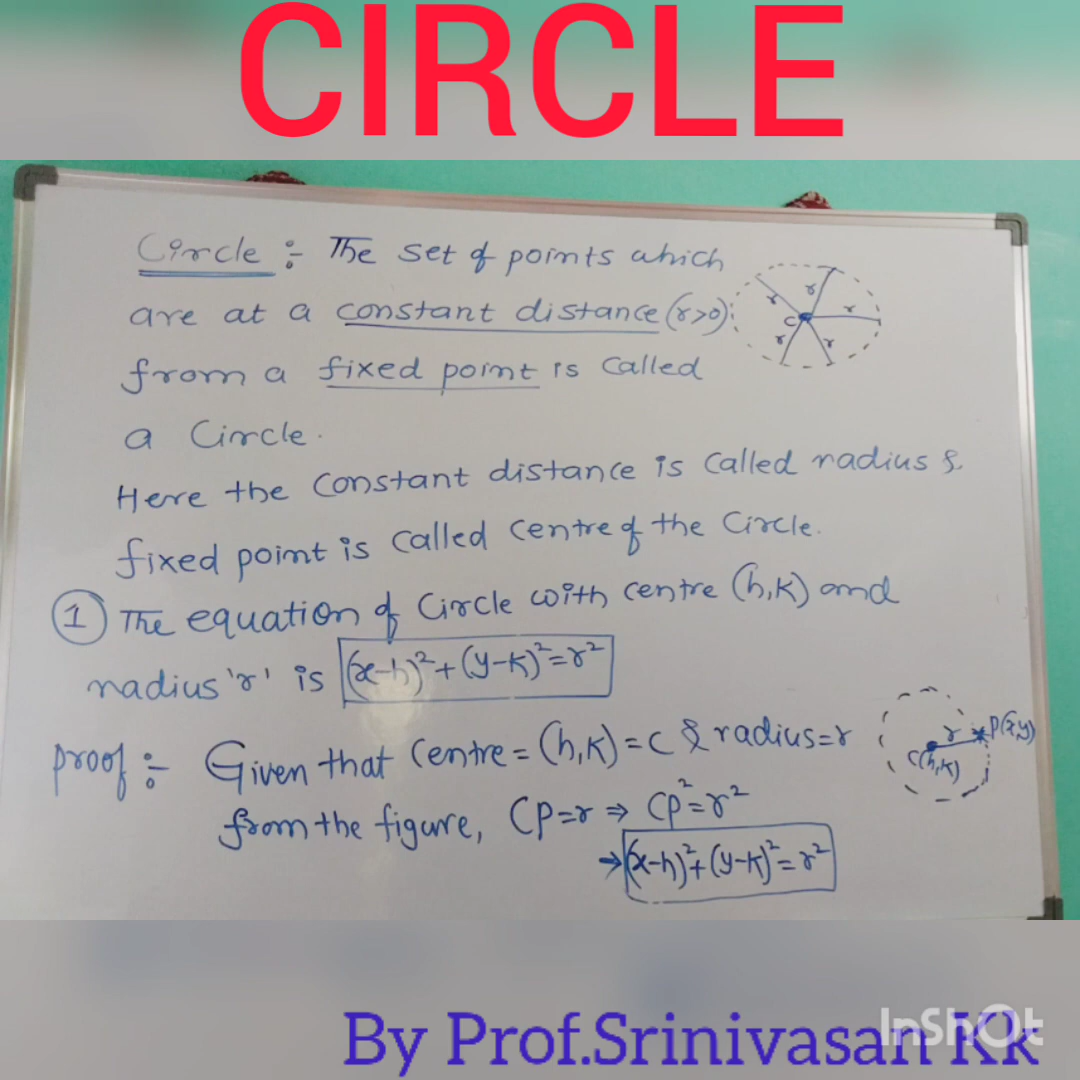 CIRCLE
Circle :- The set of points which
are at a constant distance (r>0)
from a fixed point is called
a Circle.
Here the constant distance is called radius &
fixed point is called centre of the circle.
① The equation of Circle with centre (h,k) and
radius 'r' is (x-h)²+(y-k)²=r²
proof :- Given that centre = (h,k) = C & radius=r
from the figure, CP=r ⇒ CP²=r²
→ (x-h)²+(y-k)²=r²
r
r
r
r
r
C
r
P(x,y)
C(h,k)
By Prof.Srinivasan Kk
InShOt